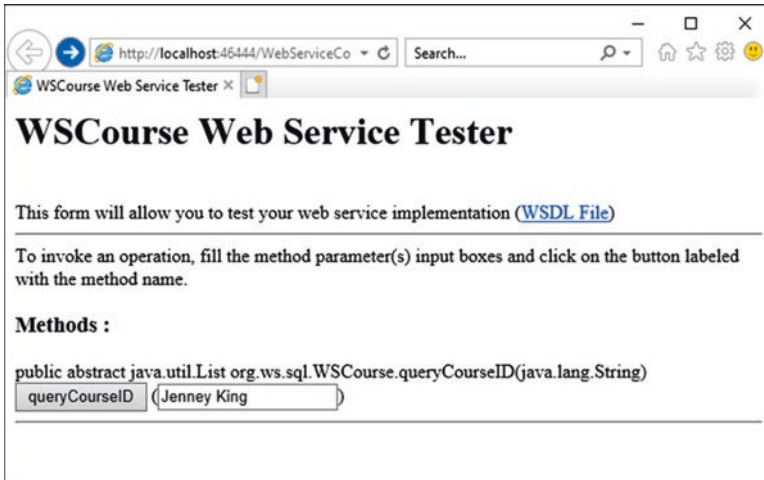 http://localhost:46444/WebServiceCo
Search...
WSCourse Web Service Tester
WSCourse Web Service Tester
This form will allow you to test your web service implementation (WSDL File)
To invoke an operation, fill the method parameter(s) input boxes and click on the button labeled
with the method name.
Methods :
public abstract java.util.List org.ws.sql.WSCourse.queryCourseID(java.lang.String)
queryCourseID (Jenney King)